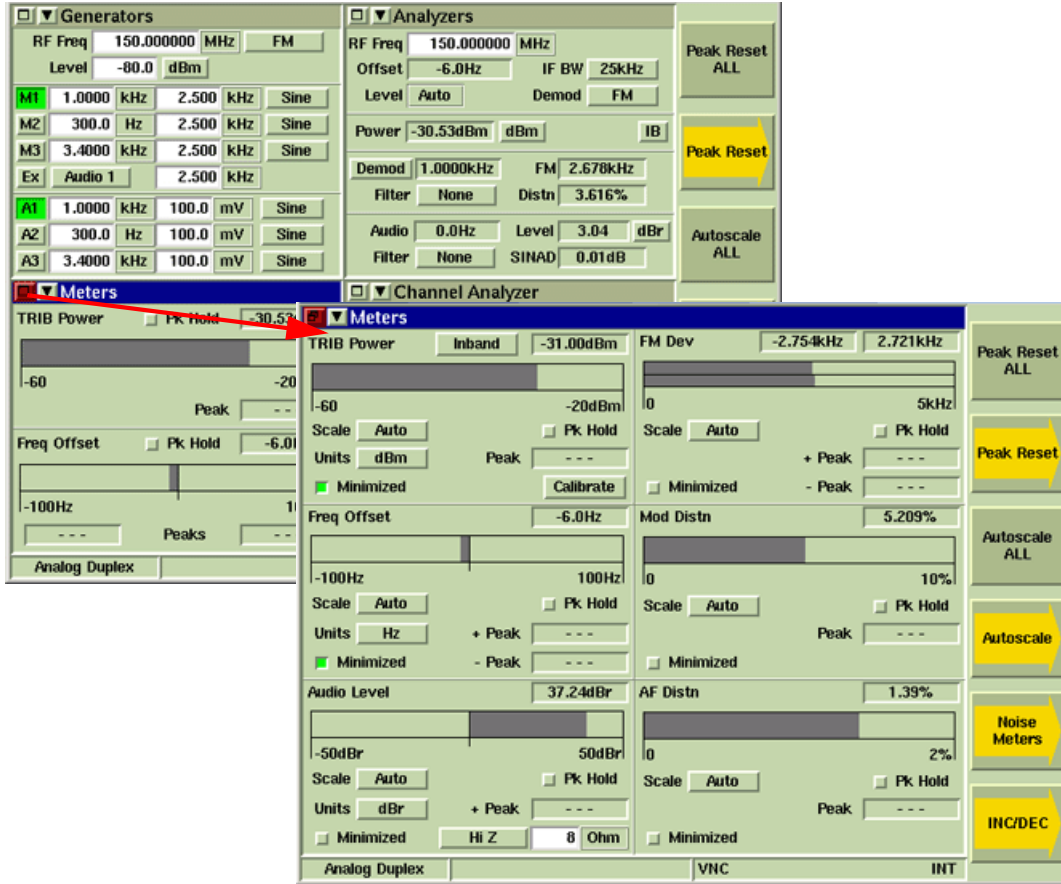 Generators
RF Freq 150.000000 MHz FM
Level -80.0 dBm
M1 1.0000 kHz 2.500 kHz Sine
M2 300.0 Hz 2.500 kHz Sine
M3 3.4000 kHz 2.500 kHz Sine
Ex Audio 1 2.500 kHz
A1 1.0000 kHz 100.0 mV Sine
A2 300.0 Hz 100.0 mV Sine
A3 3.4000 kHz 100.0 mV Sine
Analyzers
RF Freq 150.000000 MHz
Offset -6.0Hz IF BW 25kHz
Level Auto Demod FM
Power -30.53dBm dBm IB
Demod 1.0000kHz FM 2.678kHz
Filter None Distn 3.616%
Audio 0.0Hz Level 3.04 dBr
Filter None SINAD 0.01dB
Peak Reset
ALL
Peak Reset
Autoscale
ALL
Meters
TRIB Power Pk Hold -30.53
-60 -20
Peak - -
Freq Offset Pk Hold -6.0
-100Hz 1
- - - Peaks - -
Analog Duplex
Channel Analyzer
Meters
TRIB Power Inband -31.00dBm
-60 -20dBm
Scale Auto Pk Hold
Units dBm Peak - - -
Minimized Calibrate
FM Dev -2.754kHz 2.721kHz
0 5kHz
Scale Auto Pk Hold
+ Peak - - -
Minimized - Peak - - -
Freq Offset -6.0Hz
-100Hz 100Hz
Scale Auto Pk Hold
Units Hz + Peak - - -
Minimized - Peak - - -
Mod Distn 5.209%
0 10%
Scale Auto Pk Hold
Peak - - -
Minimized
Audio Level 37.24dBr
-50dBr 50dBr
Scale Auto Pk Hold
Units dBr + Peak - - -
Minimized Hi Z 8 Ohm
AF Distn 1.39%
0 2%
Scale Auto Pk Hold
Peak - - -
Minimized
Analog Duplex VNC INT
Peak Reset
ALL
Peak Reset
Autoscale
ALL
Autoscale
Noise
Meters
INC/DEC